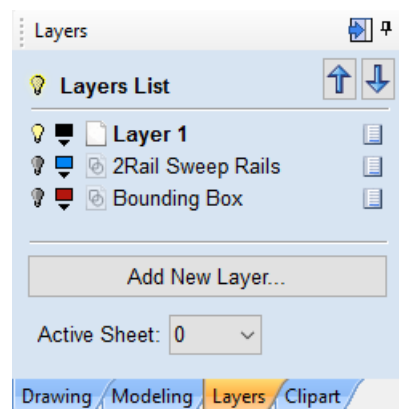 Layers
Layers List
Layer 1
2Rail Sweep Rails
Bounding Box
Add New Layer...
Active Sheet: 0
Drawing Modeling Layers Clipart